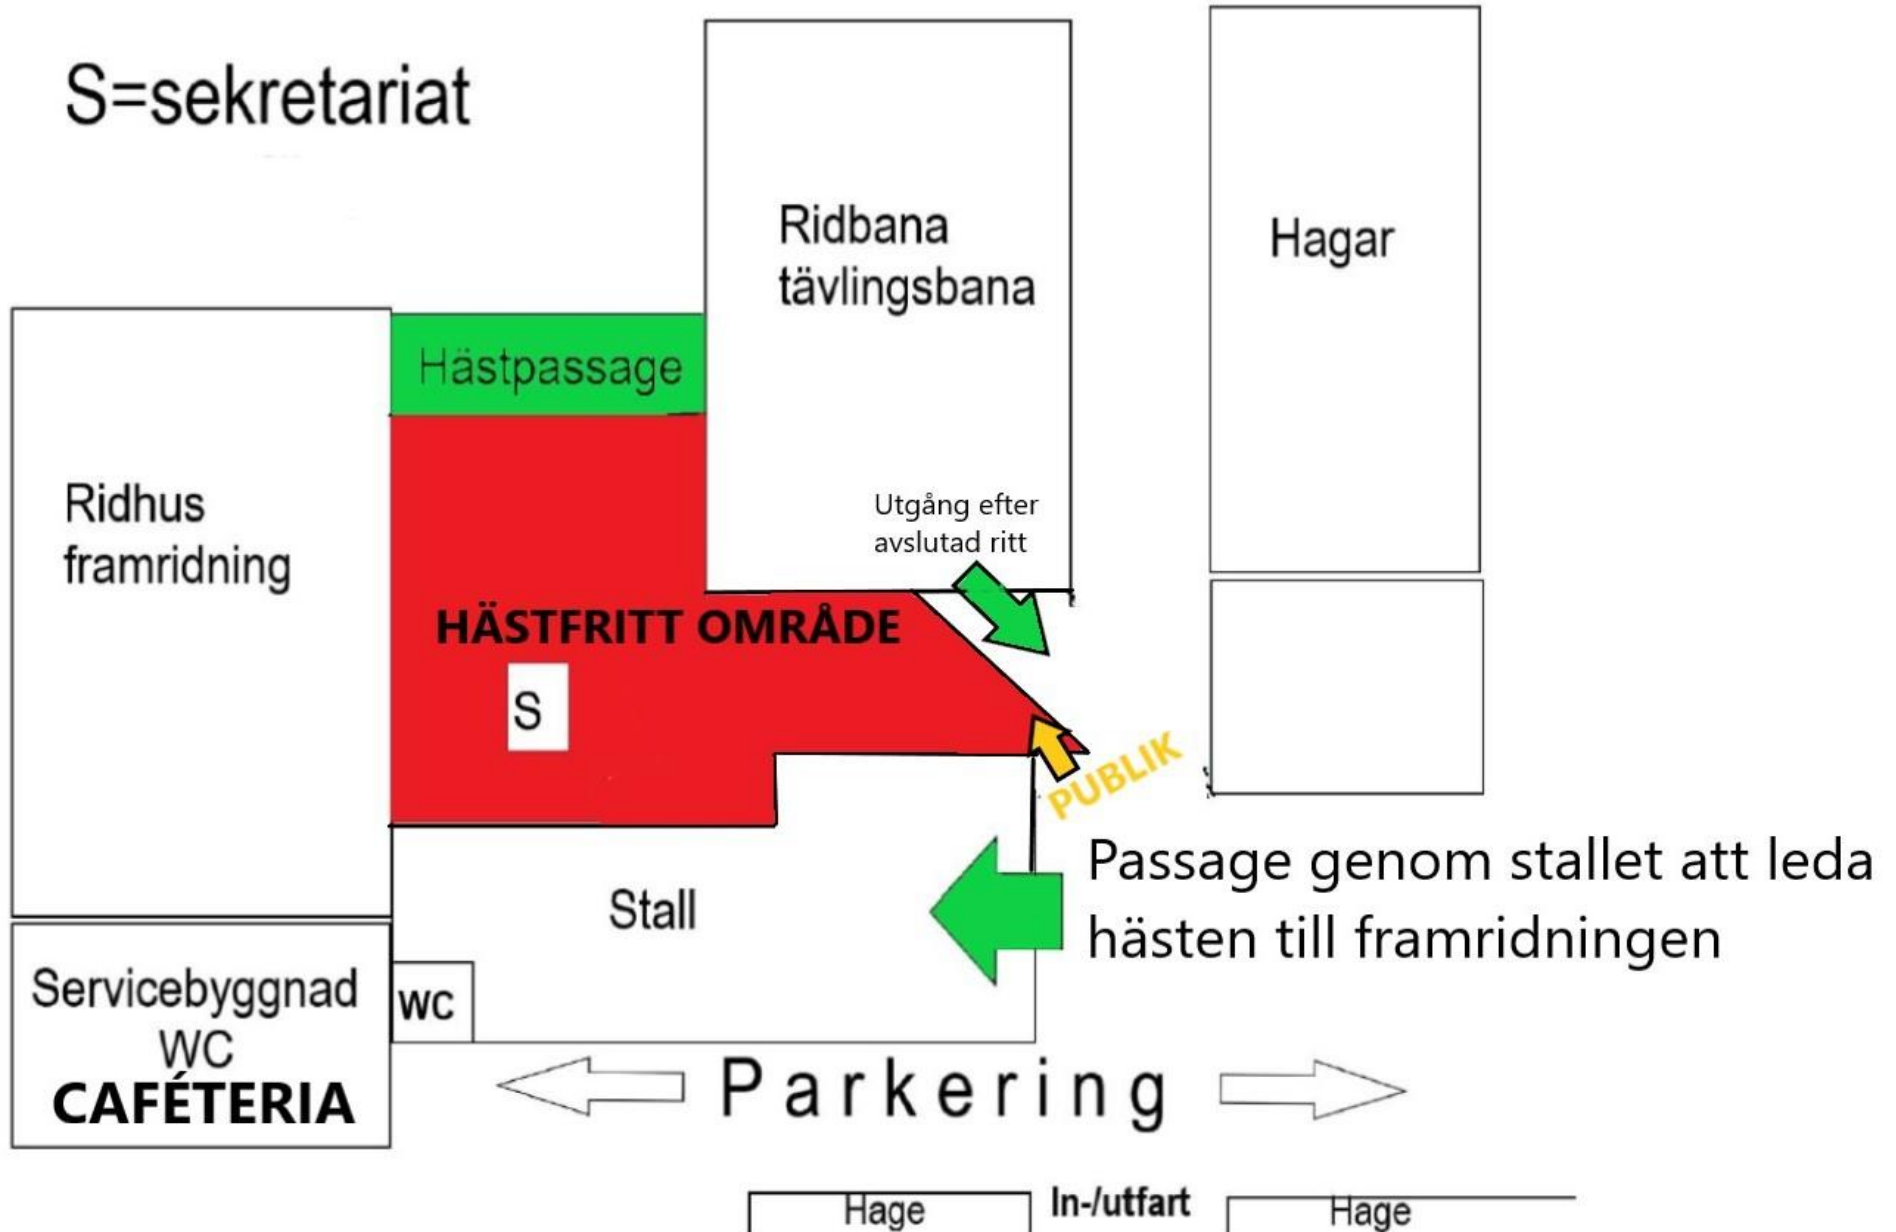 S=sekretariat
Ridbana
tävlingsbana
Hagar
Hästpassage
Ridhus
framridning
Utgång efter
avslutad ritt
HÄSTFRITT OMRÅDE
S
PUBLIK
Passage genom stallet att leda
hästen till framridningen
Stall
Servicebyggnad
WC
CAFÉTERIA
WC
Parkering
Hage
In-/utfart
Hage